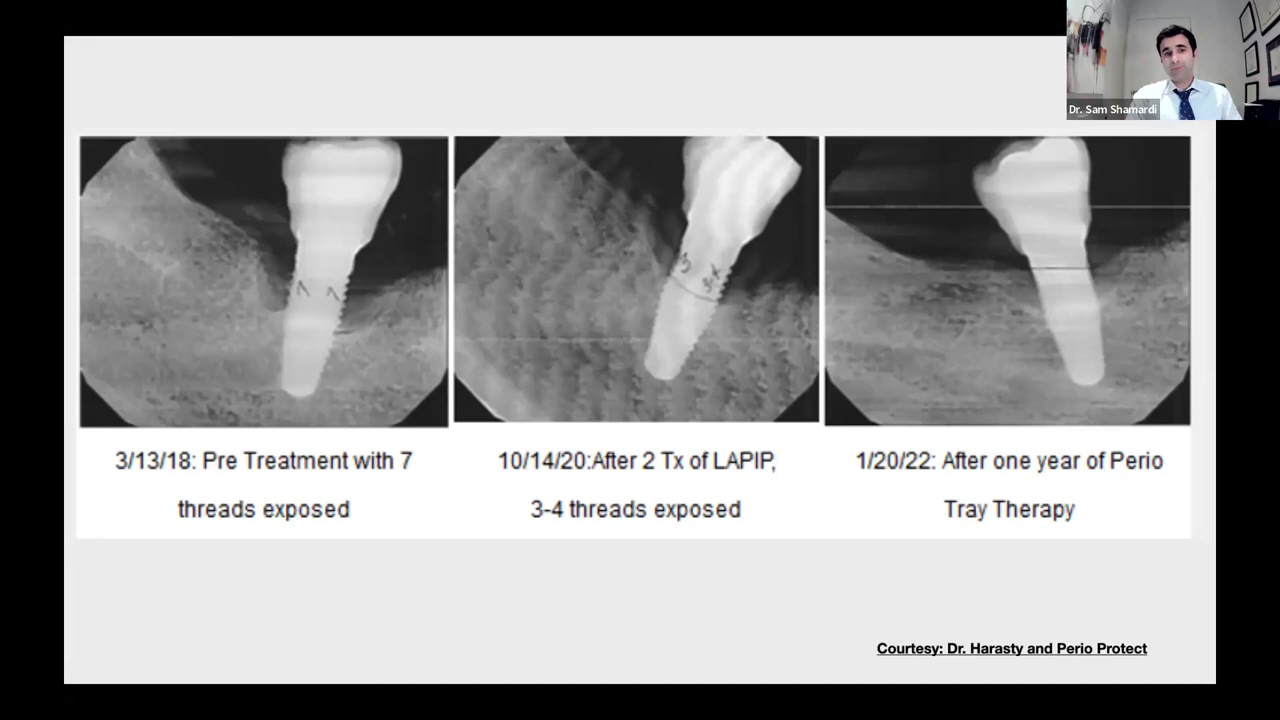 Dr. Sam Shamardi
3/13/18: Pre Treatment with 7
threads exposed
10/14/20:After 2 Tx of LAPIP,
3-4 threads exposed
1/20/22: After one year of Perio
Tray Therapy
Courtesy: Dr. Harasty and Perio Protect